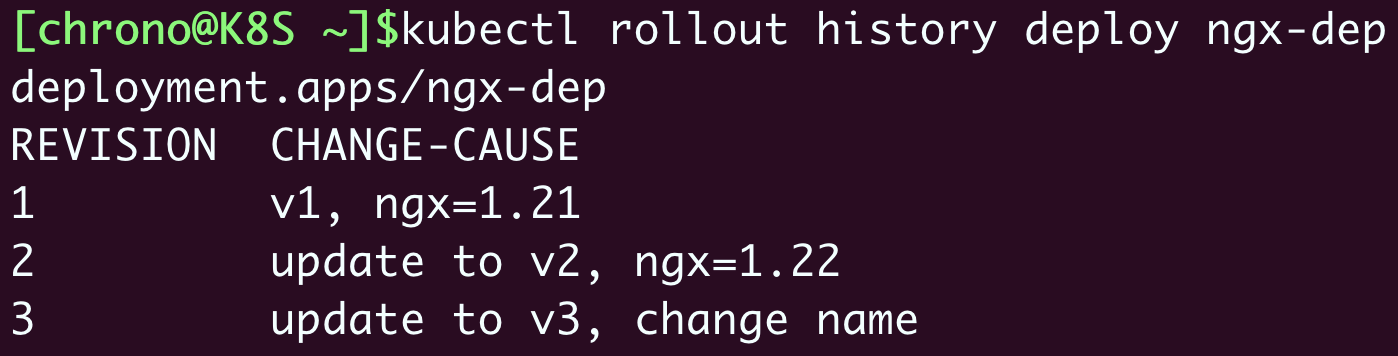 [chrono@K8S ~]$kubectl rollout history deploy ngx-dep
deployment.apps/ngx-dep
REVISION  CHANGE-CAUSE
1         v1, ngx=1.21
2         update to v2, ngx=1.22
3         update to v3, change name